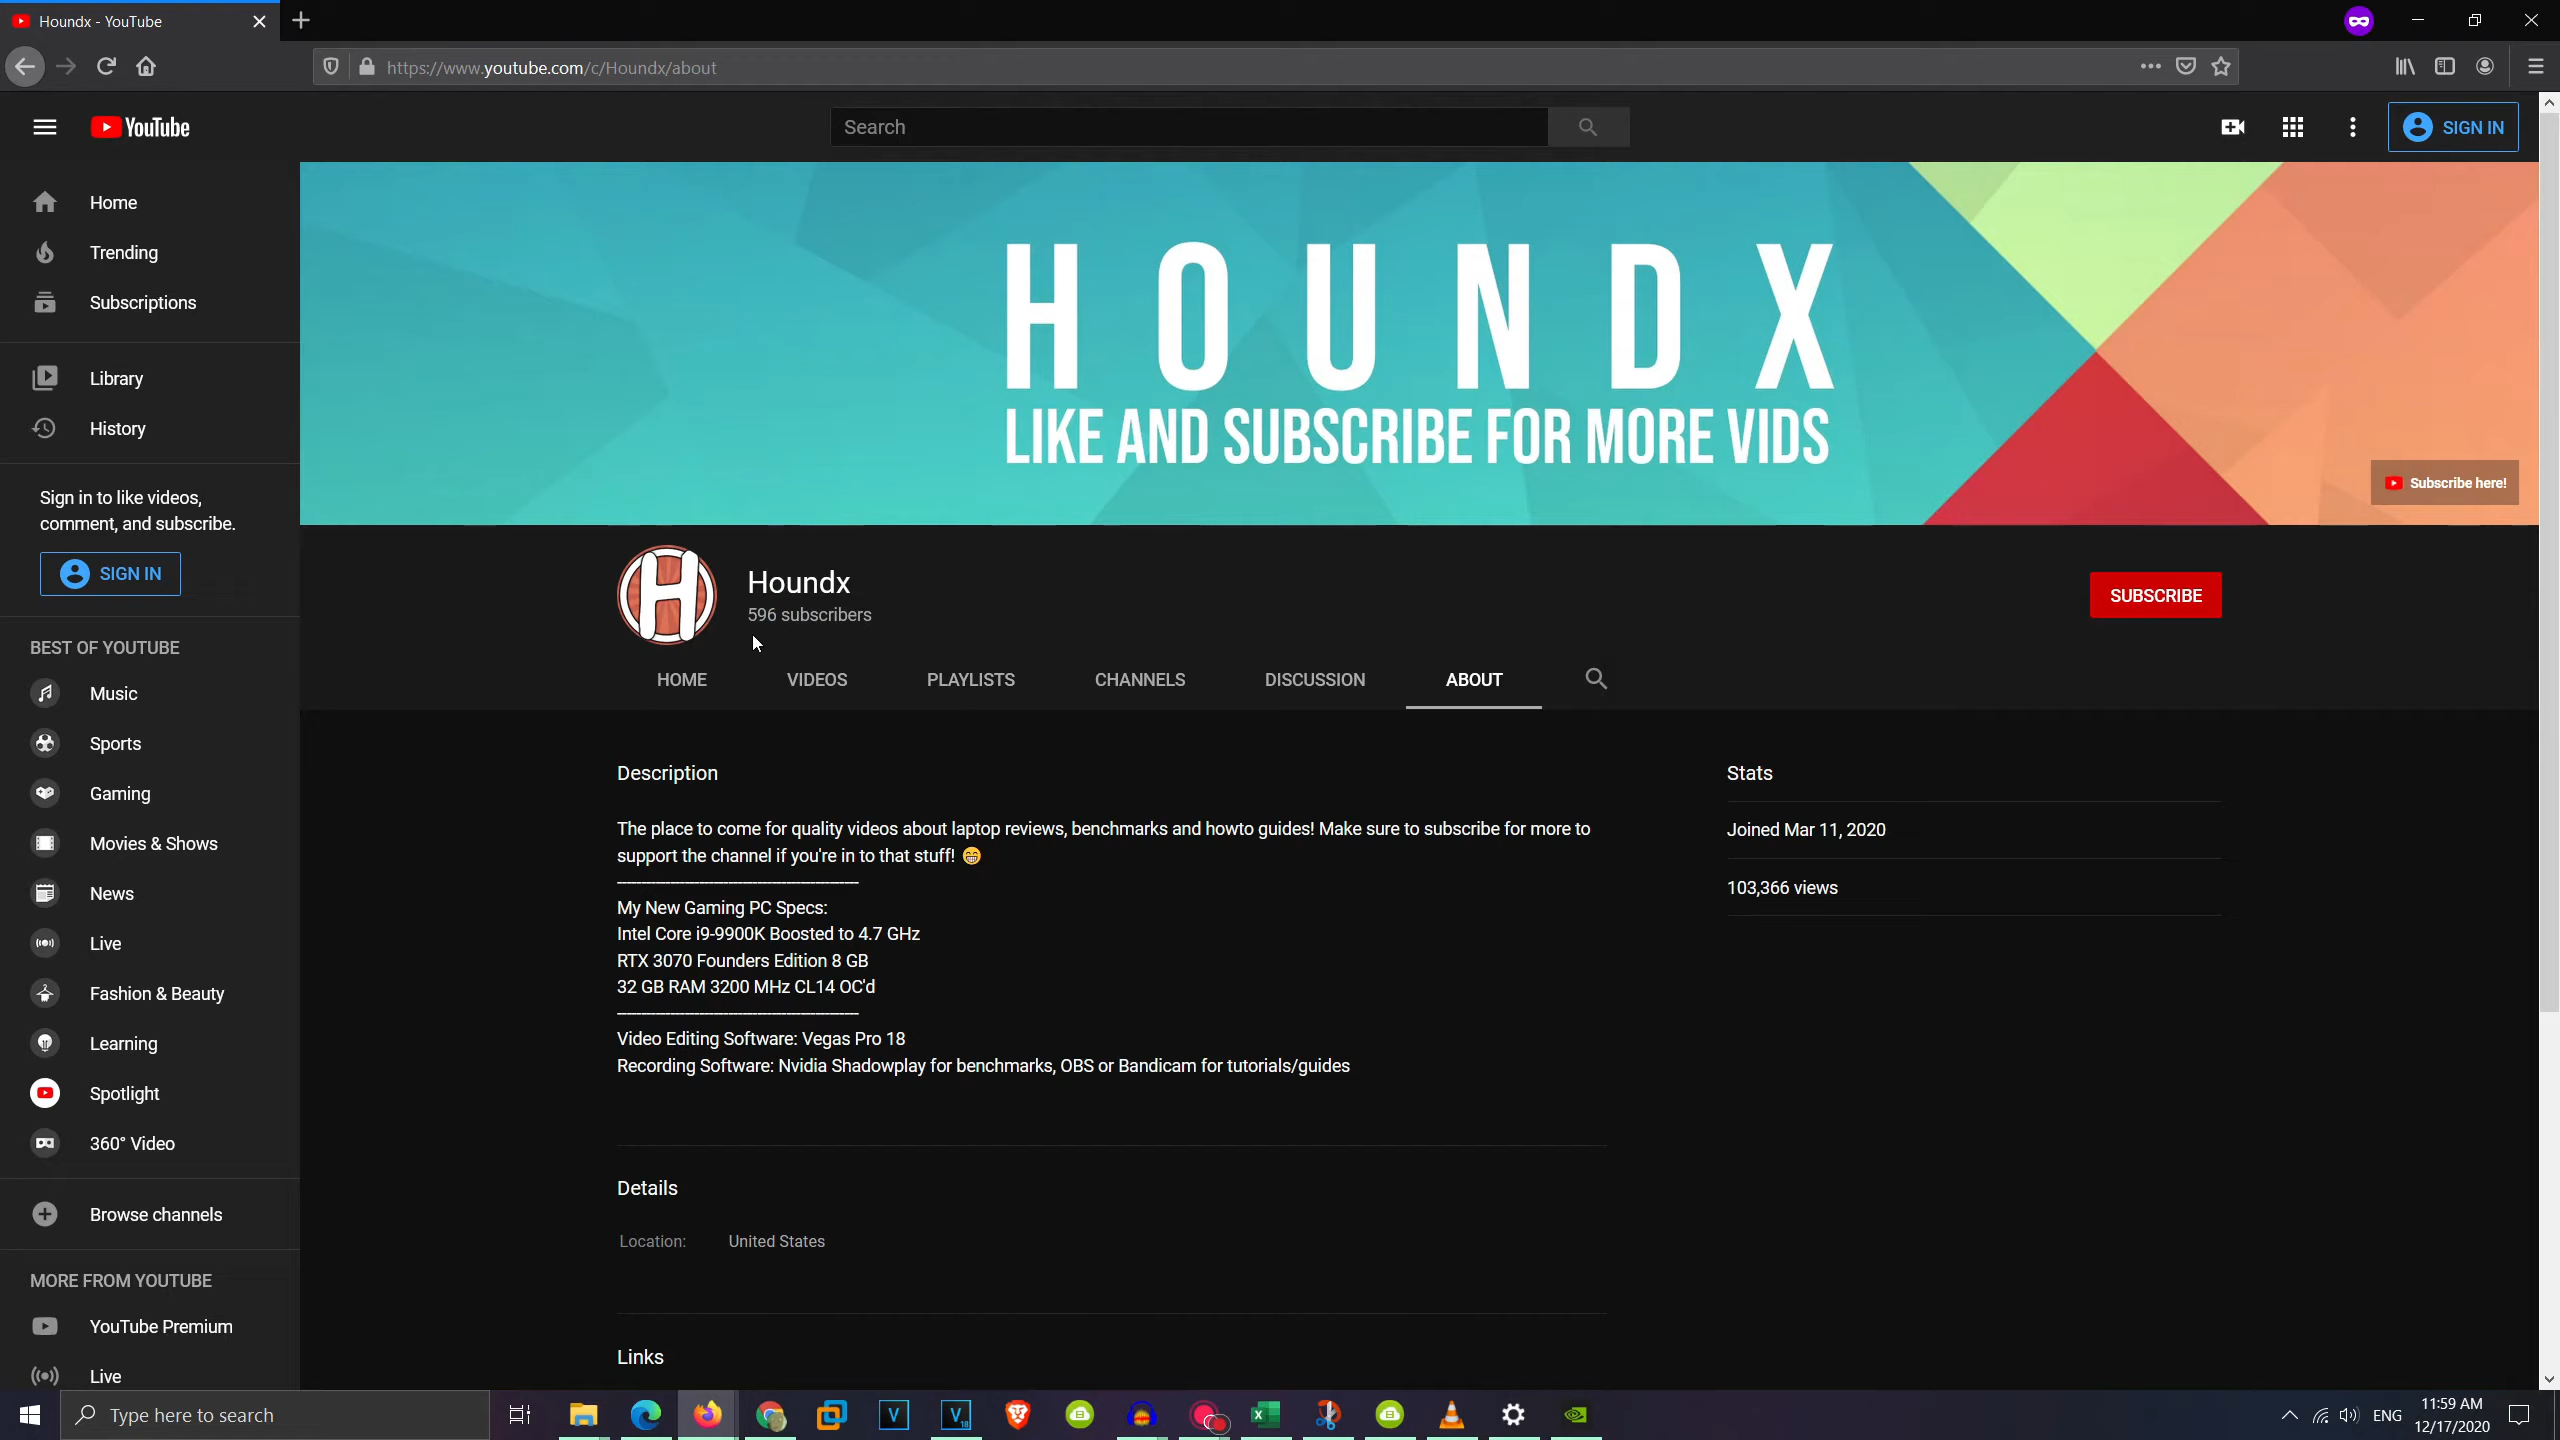 Houndx - YouTube
https://www.youtube.com/c/Houndx/about
YouTube
Search
SIGN IN
Home
Trending
Subscriptions
Library
History
Sign in to like videos,
comment, and subscribe.
SIGN IN
BEST OF YOUTUBE
Music
Sports
Gaming
Movies & Shows
News
Live
Fashion & Beauty
Learning
Spotlight
360° Video
Browse channels
MORE FROM YOUTUBE
YouTube Premium
Live
HOUNDX
LIKE AND SUBSCRIBE FOR MORE VIDS
Subscribe here!
H
Houndx
596 subscribers
SUBSCRIBE
HOME VIDEOS PLAYLISTS CHANNELS DISCUSSION ABOUT
Description
The place to come for quality videos about laptop reviews, benchmarks and howto guides! Make sure to subscribe for more to
support the channel if you're in to that stuff! 😁
------------------------------------------------
My New Gaming PC Specs:
Intel Core i9-9900K Boosted to 4.7 GHz
RTX 3070 Founders Edition 8 GB
32 GB RAM 3200 MHz CL14 OC'd
------------------------------------------------
Video Editing Software: Vegas Pro 18
Recording Software: Nvidia Shadowplay for benchmarks, OBS or Bandicam for tutorials/guides
Stats
Joined Mar 11, 2020
103,366 views
Details
Location: United States
Links
Type here to search
V
V 18
X
ENG
11:59 AM
12/17/2020